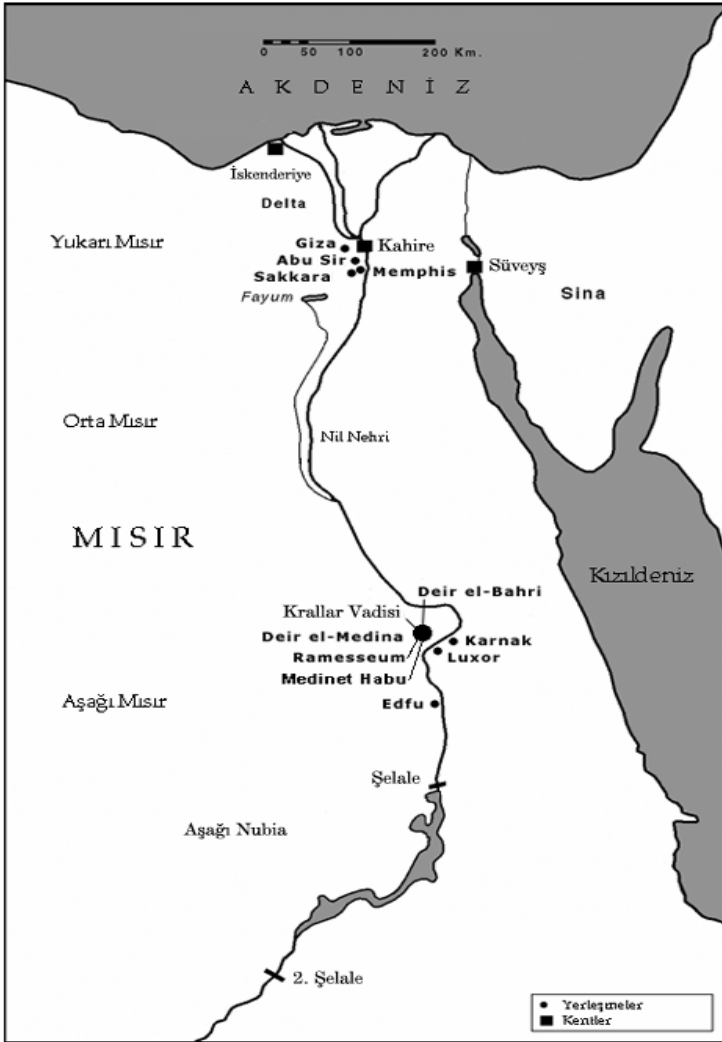 0 50 100 200 Km.
A K D E N İ Z
İskenderiye
Delta
Yukarı Mısır
Giza
Kahire
Abu Sir
Süveyş
Sakkara
Memphis
Fayum
Sina
Orta Mısır
Nil Nehri
MISIR
Kızıldeniz
Deir el-Bahri
Krallar Vadisi
Deir el-Medina
Karnak
Ramesseum
Luxor
Medinet Habu
Aşağı Mısır
Edfu
Şelale
Aşağı Nubia
2. Şelale
Yerleşmeler
Kentler